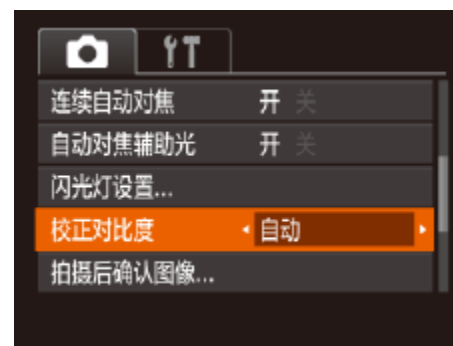 连续自动对焦 开 关
自动对焦辅助光 开 关
闪光灯设置...
校正对比度 自动
拍摄后确认图像...